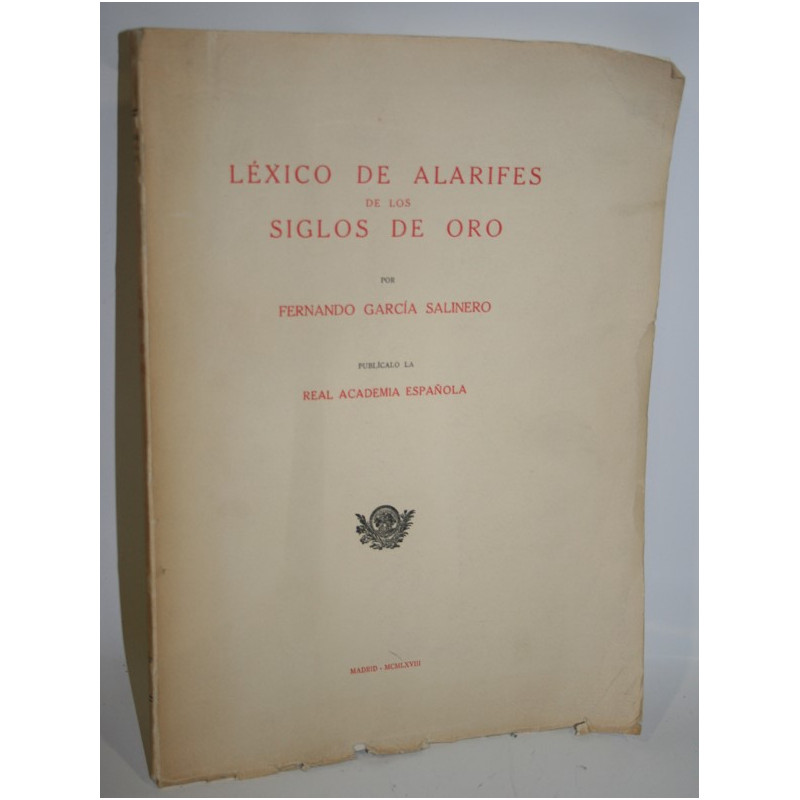 LÉXICO DE ALARIFES
DE LOS
SIGLOS DE ORO
POR
FERNANDO GARCÍA SALINERO
PUBLÍCALO LA
REAL ACADEMIA ESPAÑOLA
MADRID - MCMLXVIII